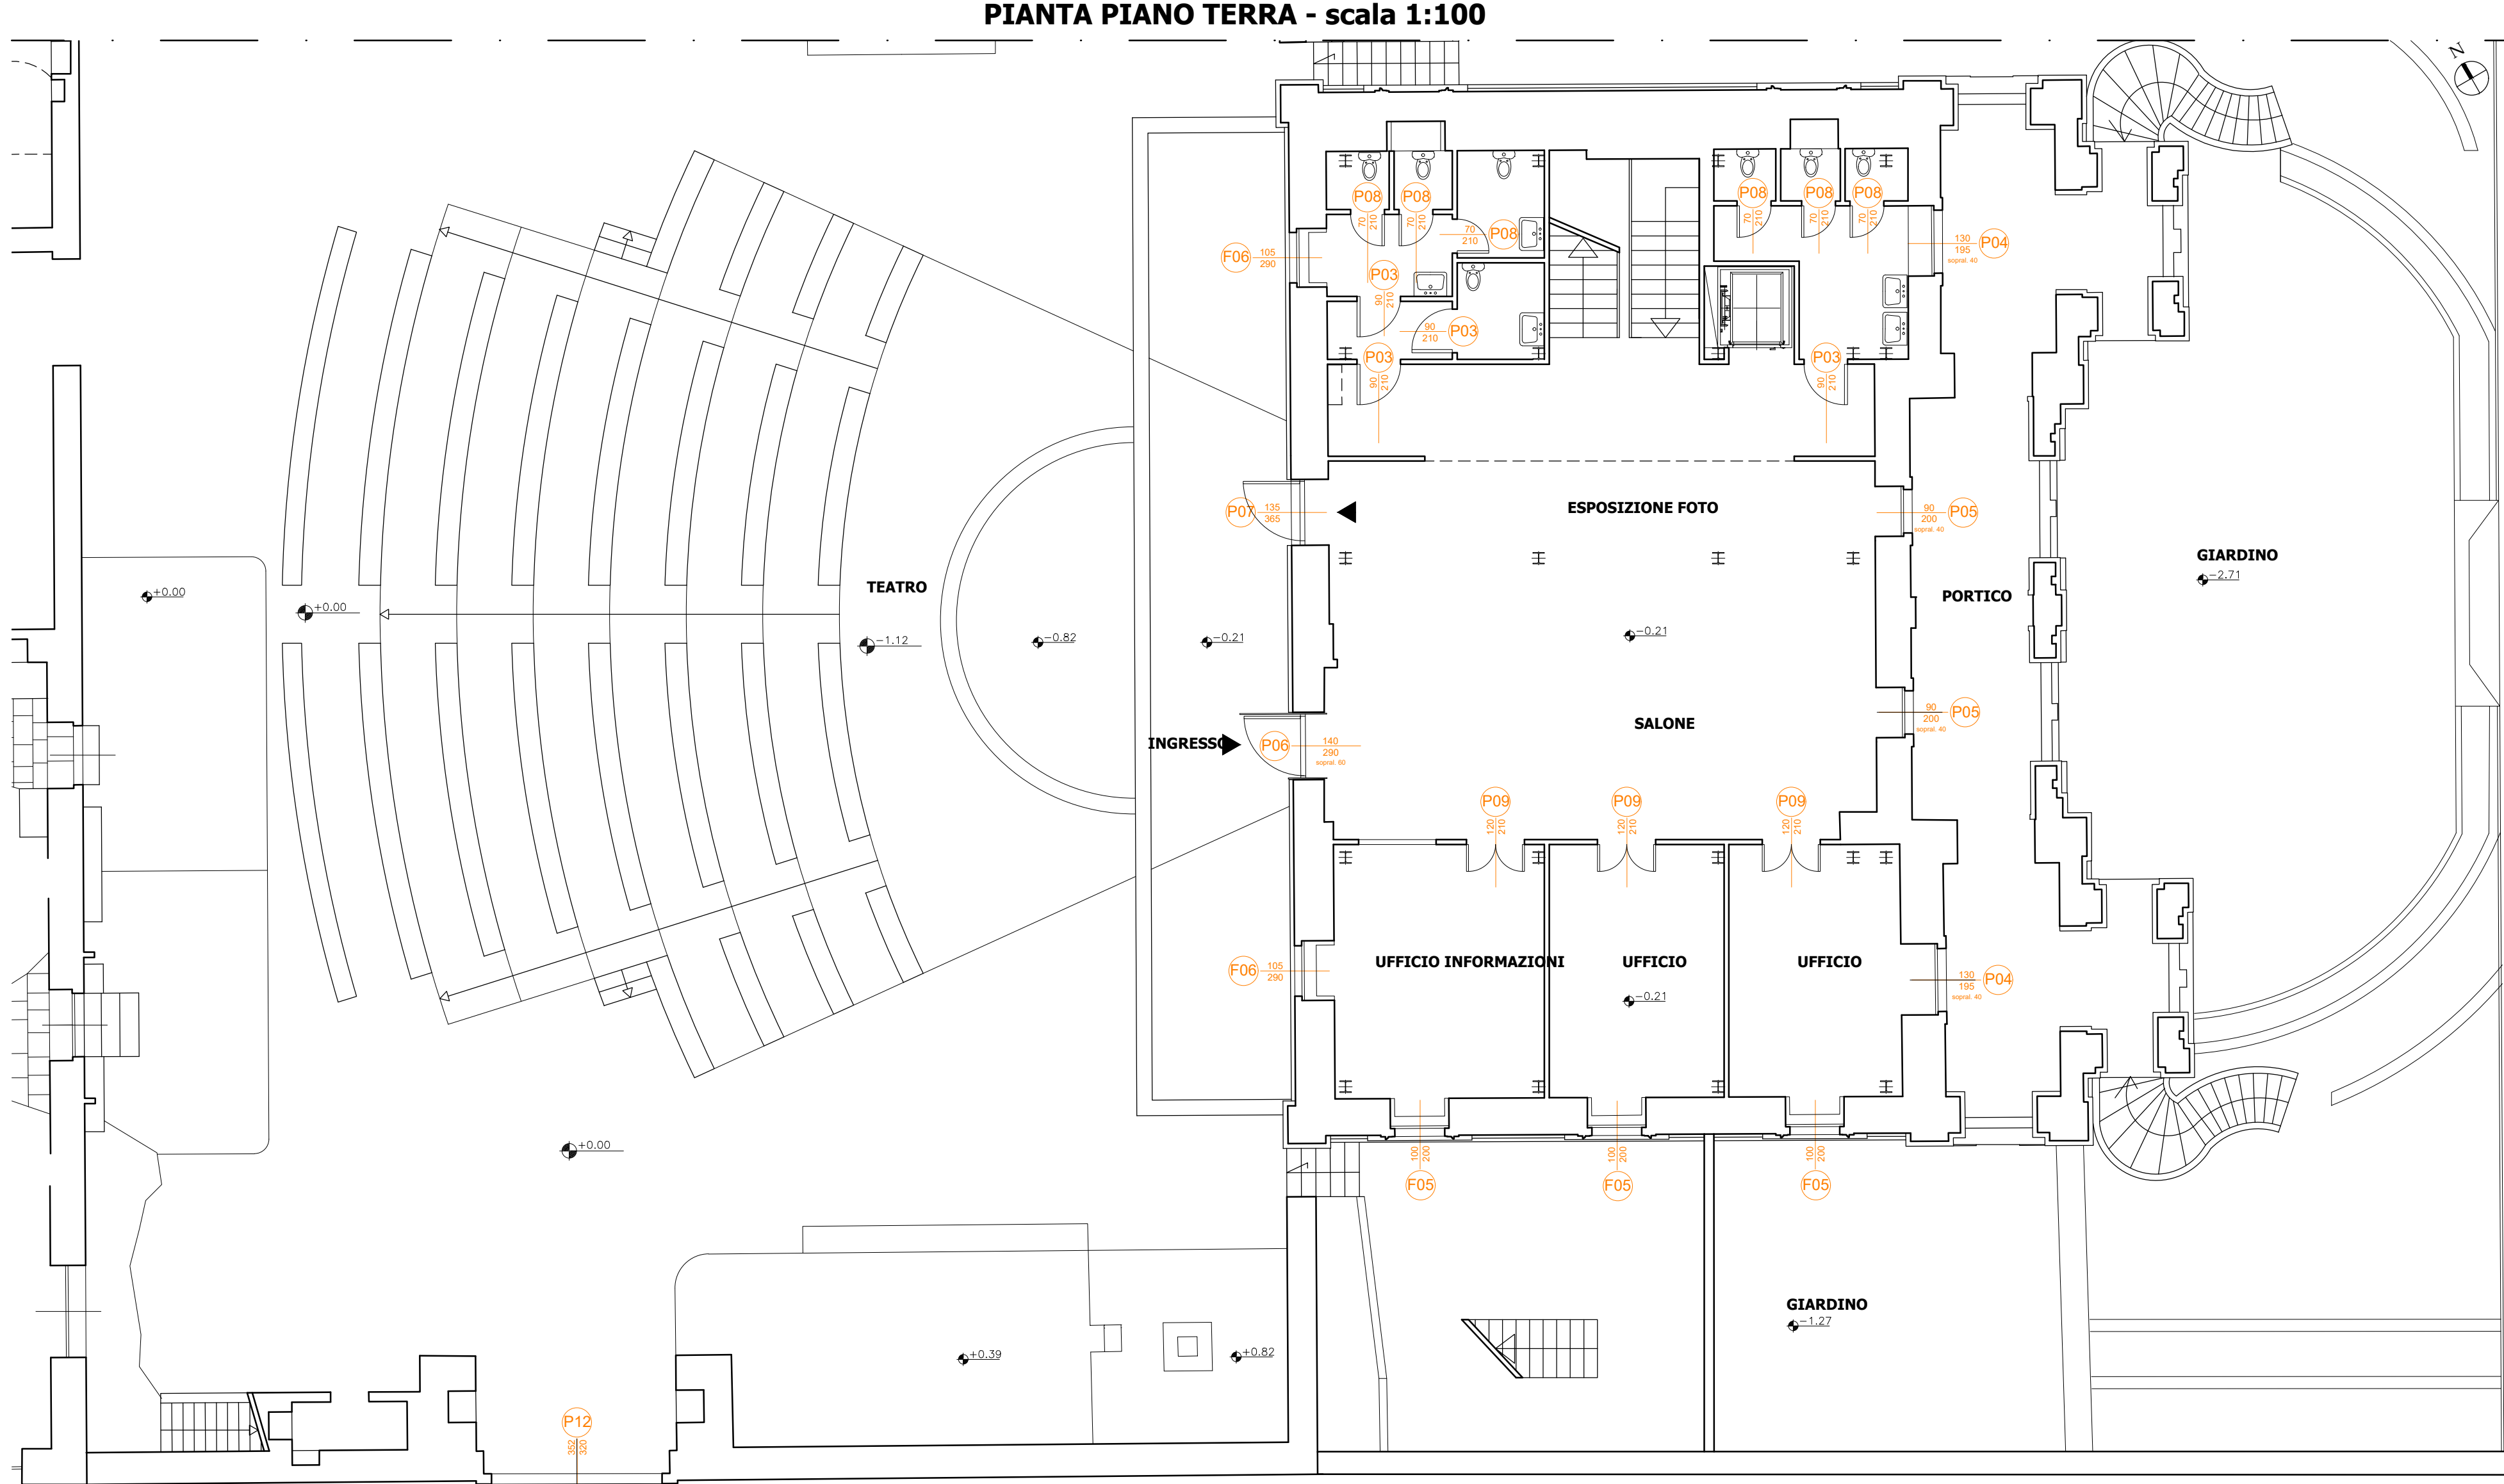 PIANTA PIANO TERRA - scala 1:100
N
P08
70
210
P08
70
210
P08
70
210
P08
70
210
P08
70
210
P08
70
210
F06
105
290
P03
90
210
P03
90
210
P03
90
210
P03
90
210
P04
130
195
sopral. 40
P07
135
365
ESPOSIZIONE FOTO
P05
90
200
sopral. 40
GIARDINO
-2.71
+0.00
+0.00
TEATRO
PORTICO
-1.12
-0.82
-0.21
-0.21
SALONE
P05
90
200
sopral. 40
INGRESSO
P06
140
290
sopral. 60
P09
120
210
P09
120
210
P09
120
210
F06
105
290
UFFICIO INFORMAZIONI
UFFICIO
UFFICIO
-0.21
P04
130
195
sopral. 40
+0.00
100
200
F05
100
200
F05
100
200
F05
GIARDINO
-1.27
+0.39
+0.82
P12
352
320